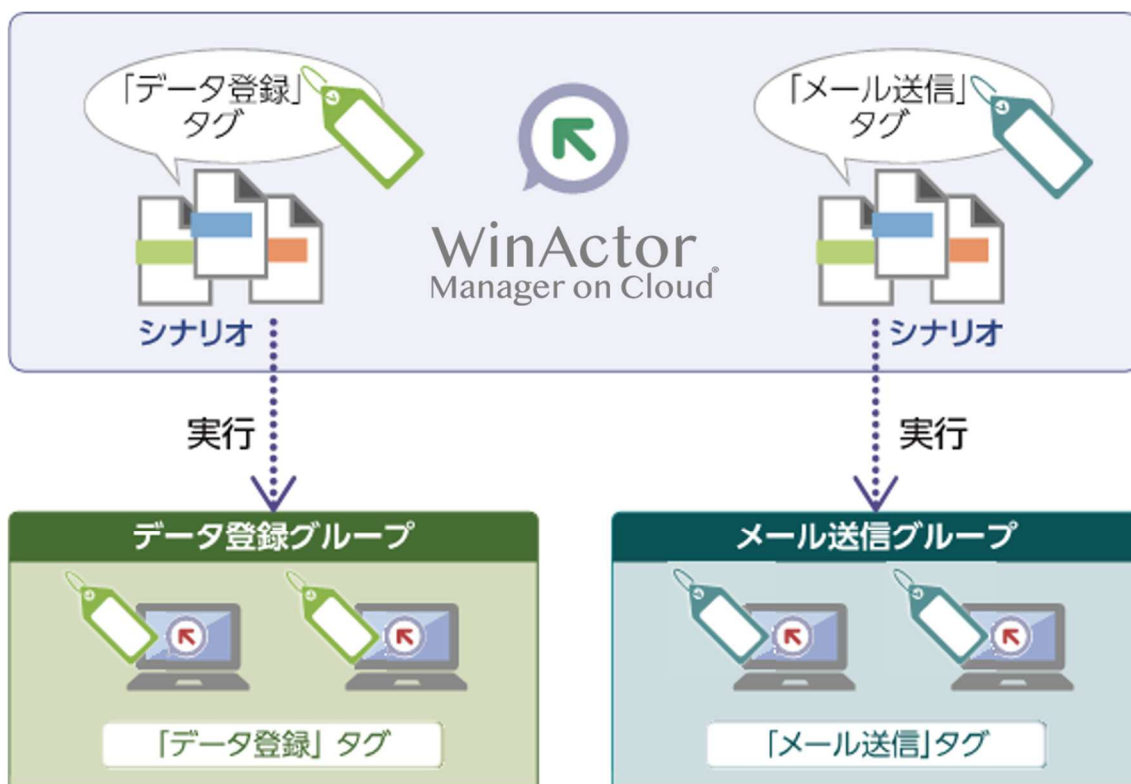 「データ登録」
タグ
「メール送信」
タグ
WinActor
Manager on Cloud®
シナリオ
シナリオ
実行
実行
データ登録グループ
メール送信グループ
「データ登録」タグ
「メール送信」タグ